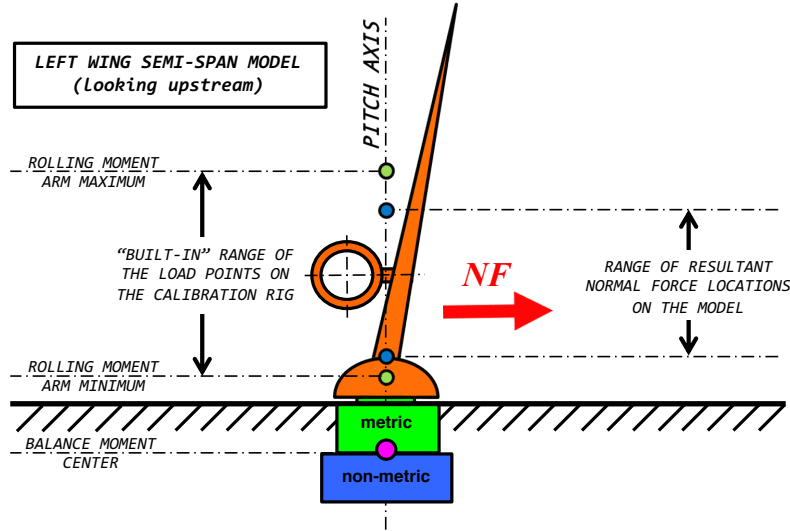 LEFT WING SEMI-SPAN MODEL
(looking upstream)
PITCH AXIS
ROLLING MOMENT
ARM MAXIMUM
“BUILT-IN” RANGE OF
THE LOAD POINTS ON
THE CALIBRATION RIG
NF
RANGE OF RESULTANT
NORMAL FORCE LOCATIONS
ON THE MODEL
ROLLING MOMENT
ARM MINIMUM
metric
BALANCE MOMENT
CENTER
non-metric